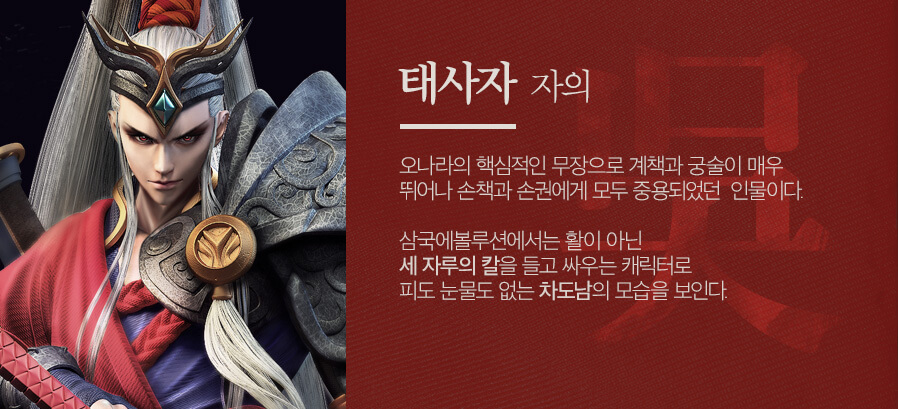 태사자 자의
吳
오나라의 핵심적인 무장으로 계책과 궁술이 매우
뛰어나 손책과 손권에게 모두 중용되었던 인물이다.
삼국에볼루션에서는 활이 아닌
세 자루의 칼을 들고 싸우는 캐릭터로
피도 눈물도 없는 차도남의 모습을 보인다.